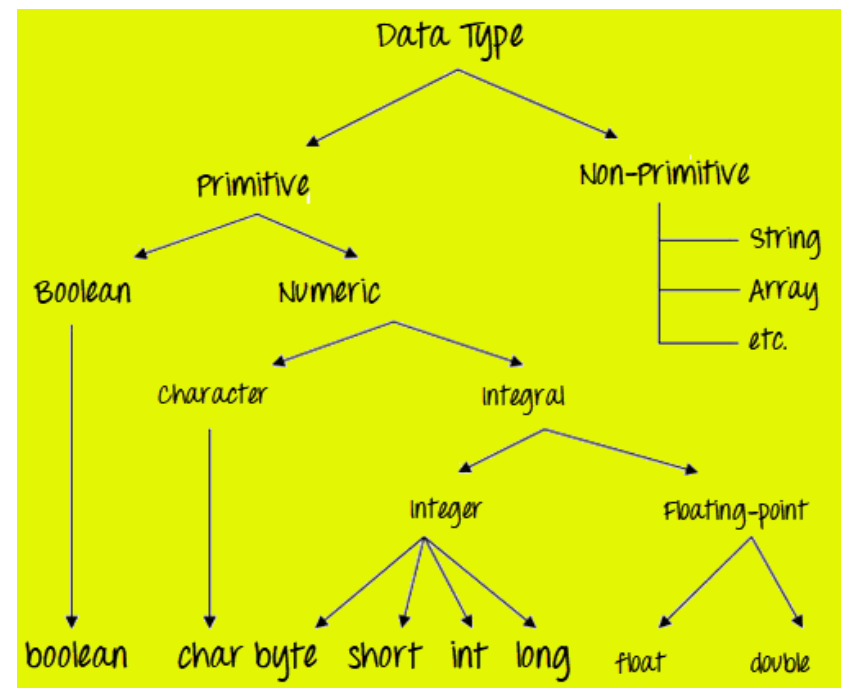 Data Type
Primitive
Non-Primitive
String
Array
etc.
Boolean
Numeric
Character
Integral
Integer
Floating-point
boolean
char
byte
short
int
long
float
double